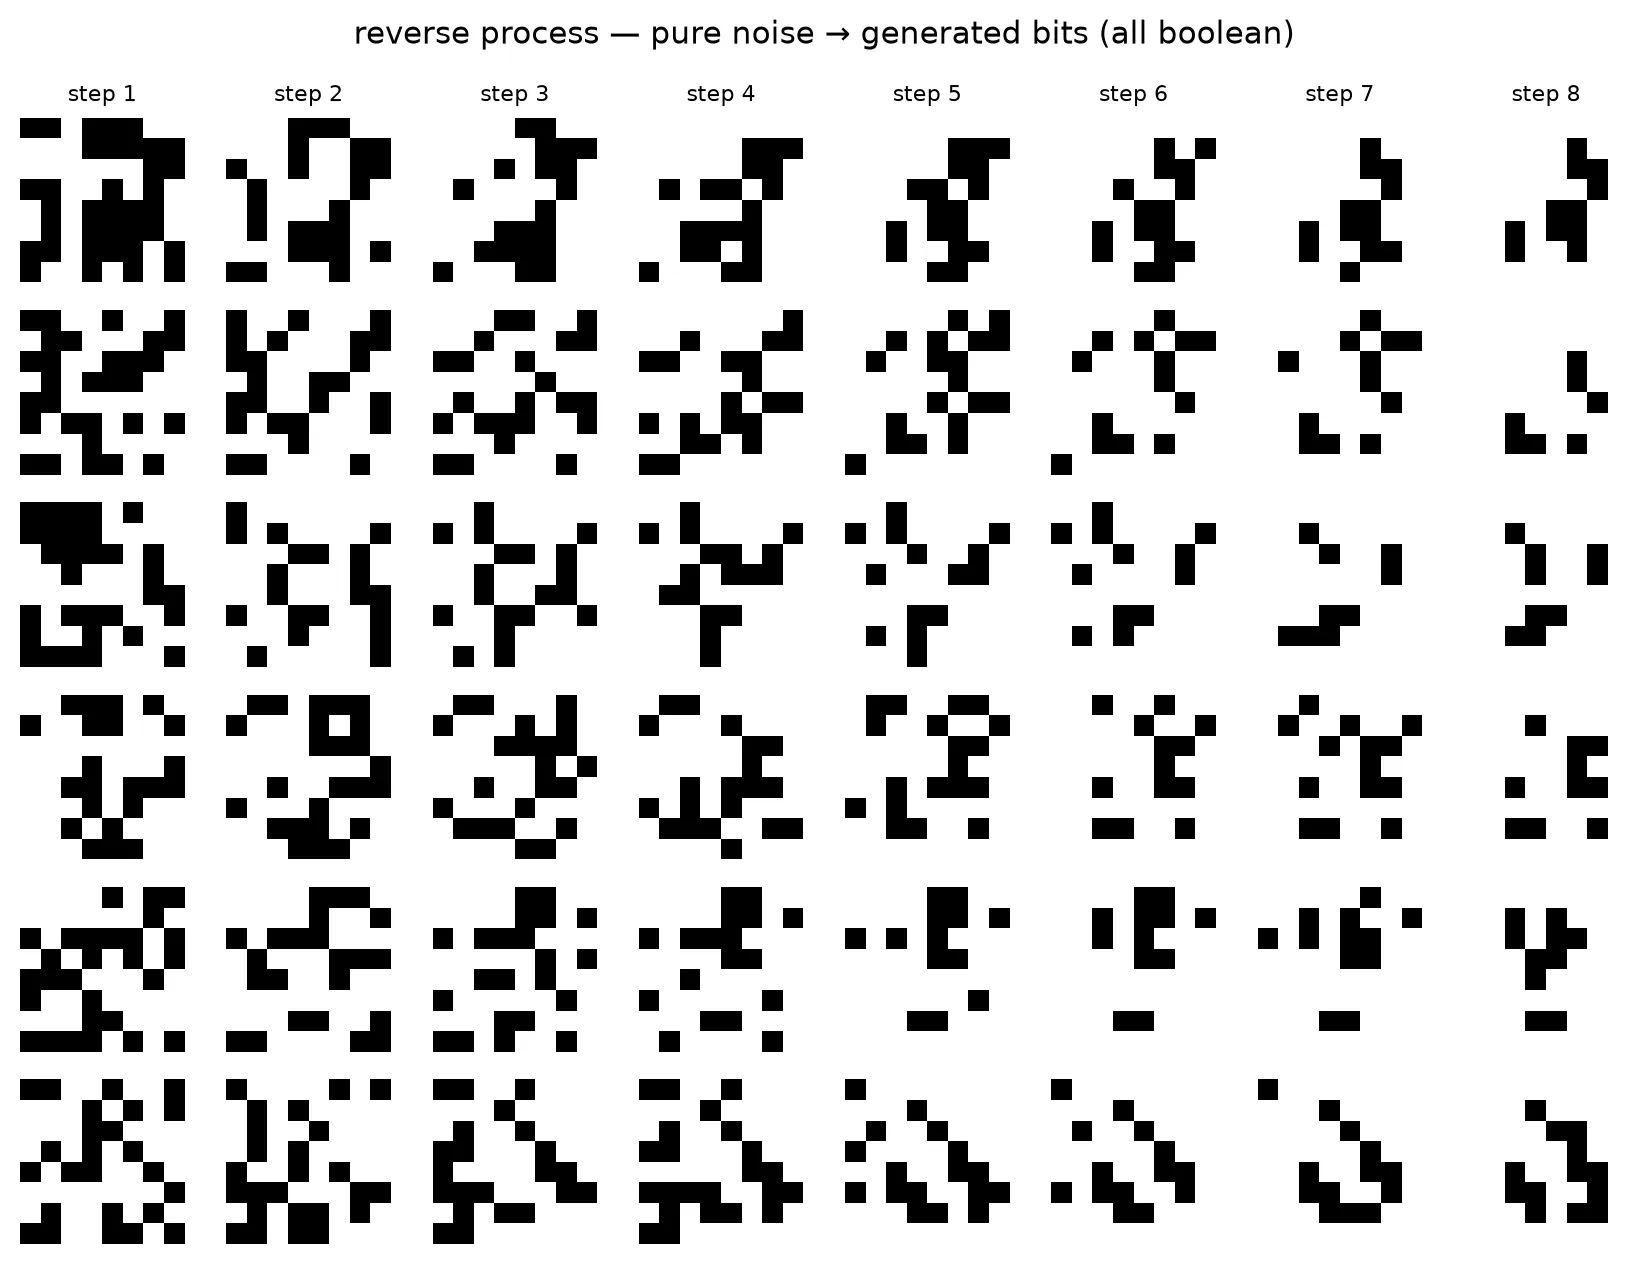 reverse process — pure noise → generated bits (all boolean)
step 1 step 2 step 3 step 4 step 5 step 6 step 7 step 8